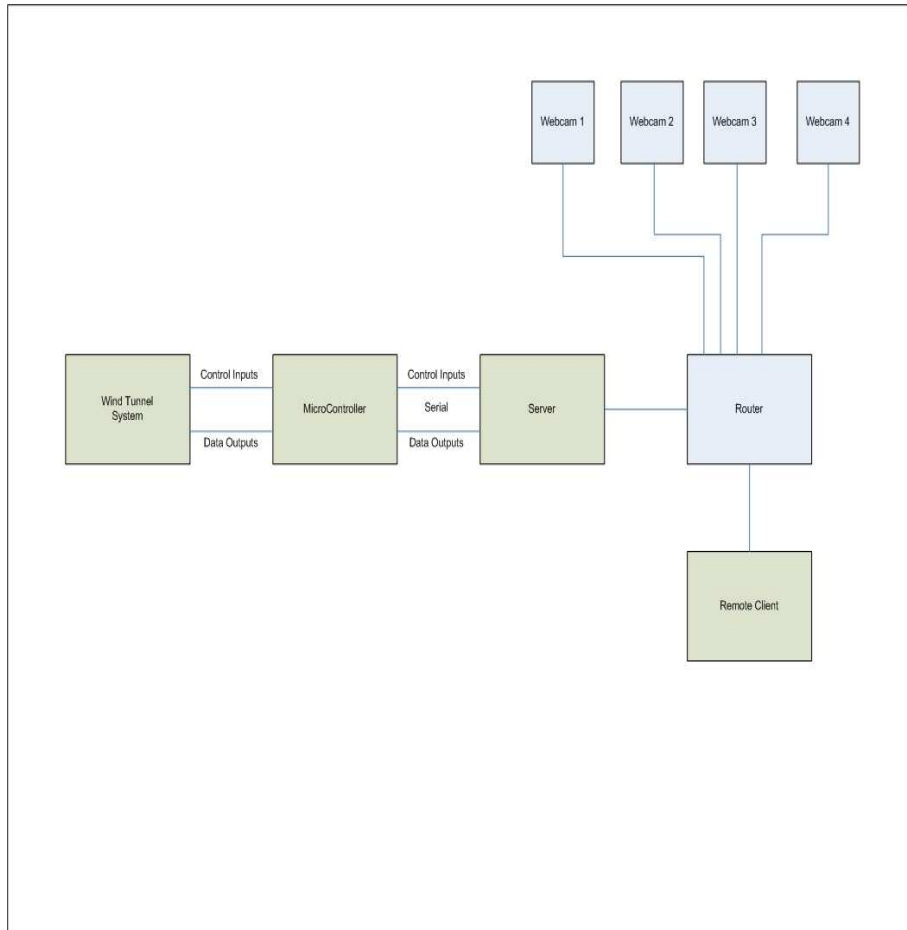 Webcam 1
Webcam 2
Webcam 3
Webcam 4
Wind Tunnel
System
Control Inputs
Data Outputs
MicroController
Control Inputs
Serial
Data Outputs
Server
Router
Remote Client